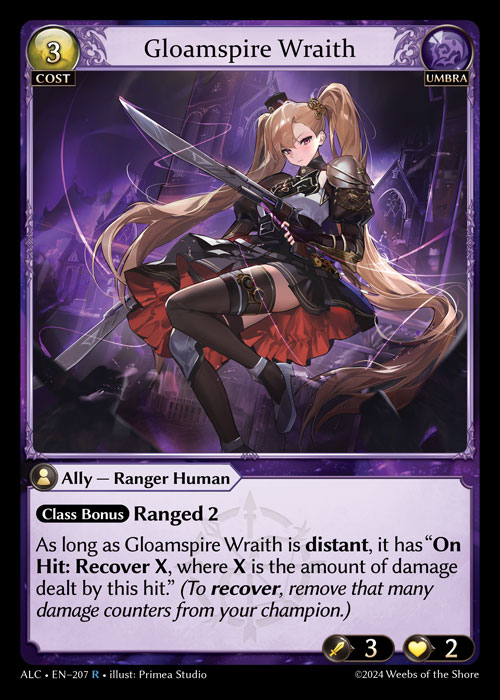 3
COST
Gloamspire Wraith
UMBRA
Ally — Ranger Human
Class Bonus Ranged 2
As long as Gloamspire Wraith is distant, it has “On
Hit: Recover X, where X is the amount of damage
dealt by this hit.” (To recover, remove that many
damage counters from your champion.)
3
2
ALC • EN–207 R • illust: Primea Studio
©2024 Weebs of the Shore